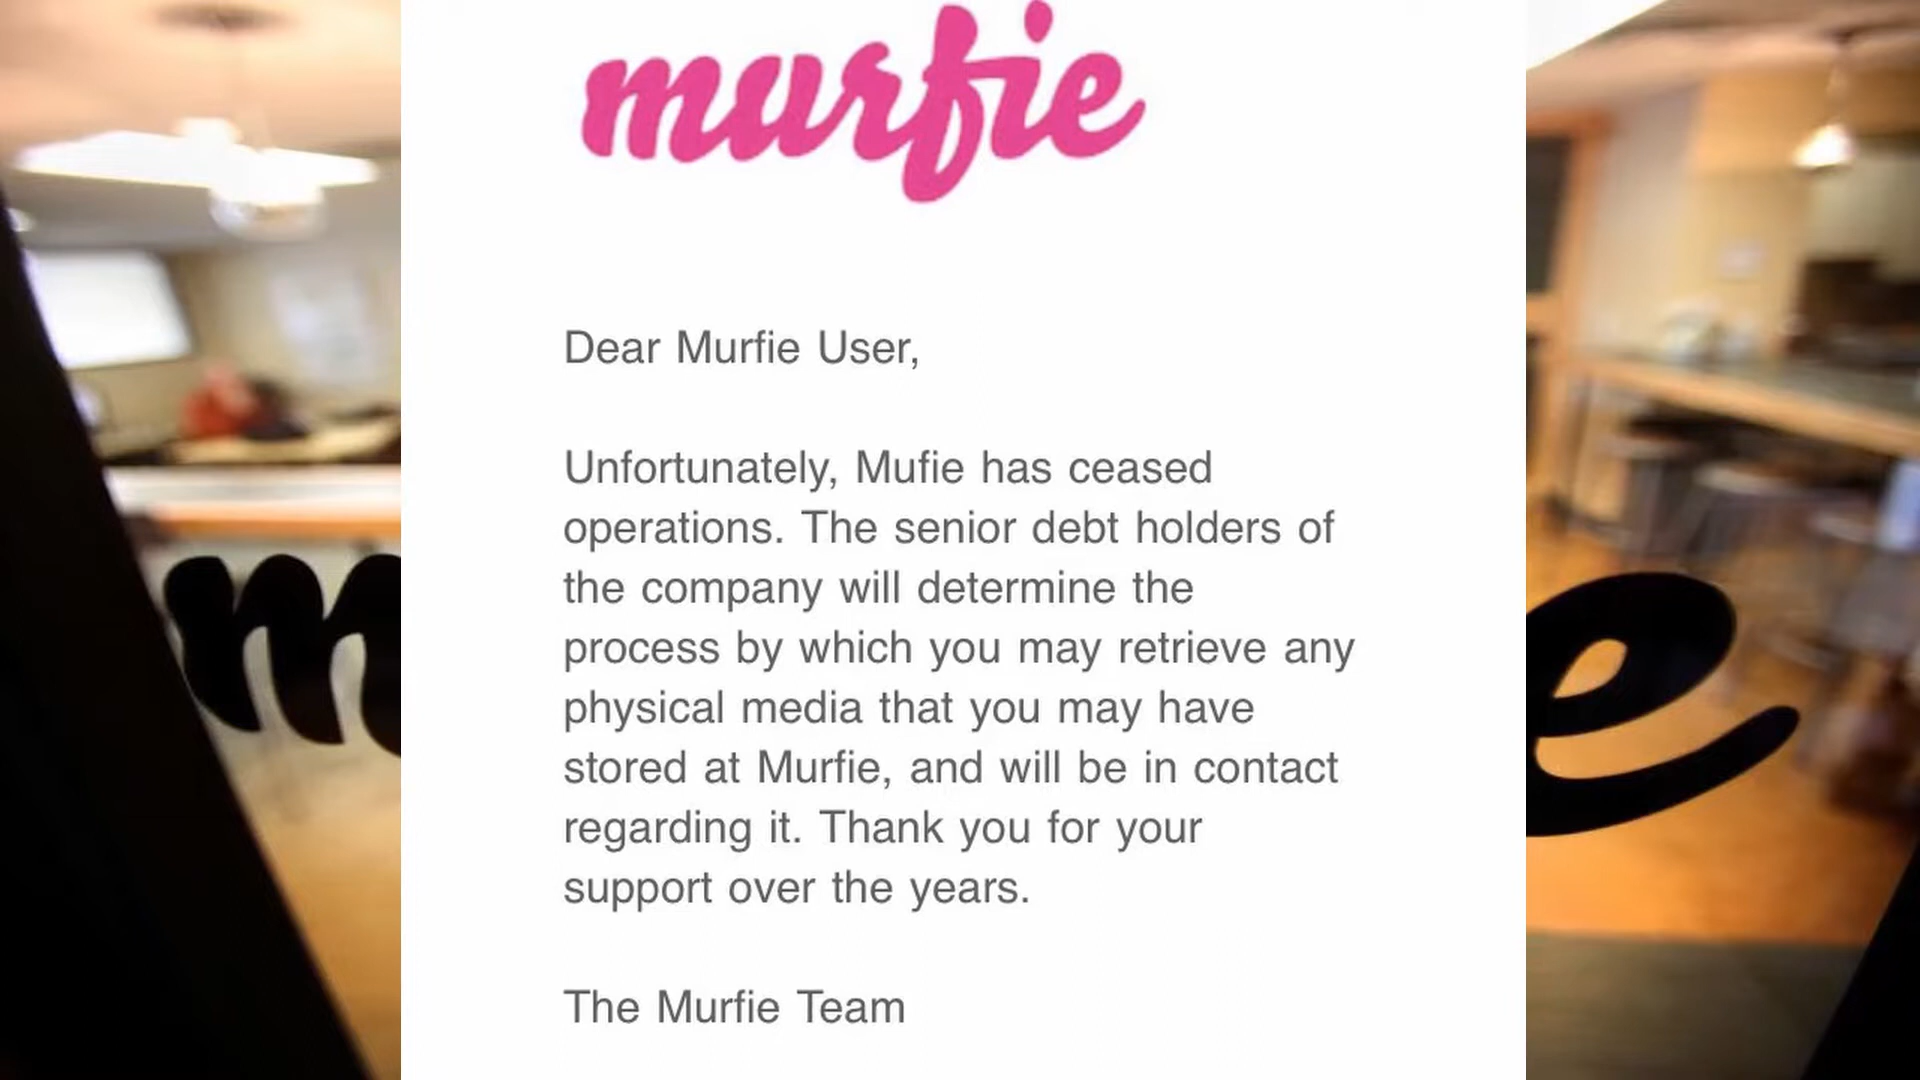 murfie
Dear Murfie User,
Unfortunately, Mufie has ceased
operations. The senior debt holders of
the company will determine the
process by which you may retrieve any
physical media that you may have
stored at Murfie, and will be in contact
regarding it. Thank you for your
support over the years.
The Murfie Team
m
e